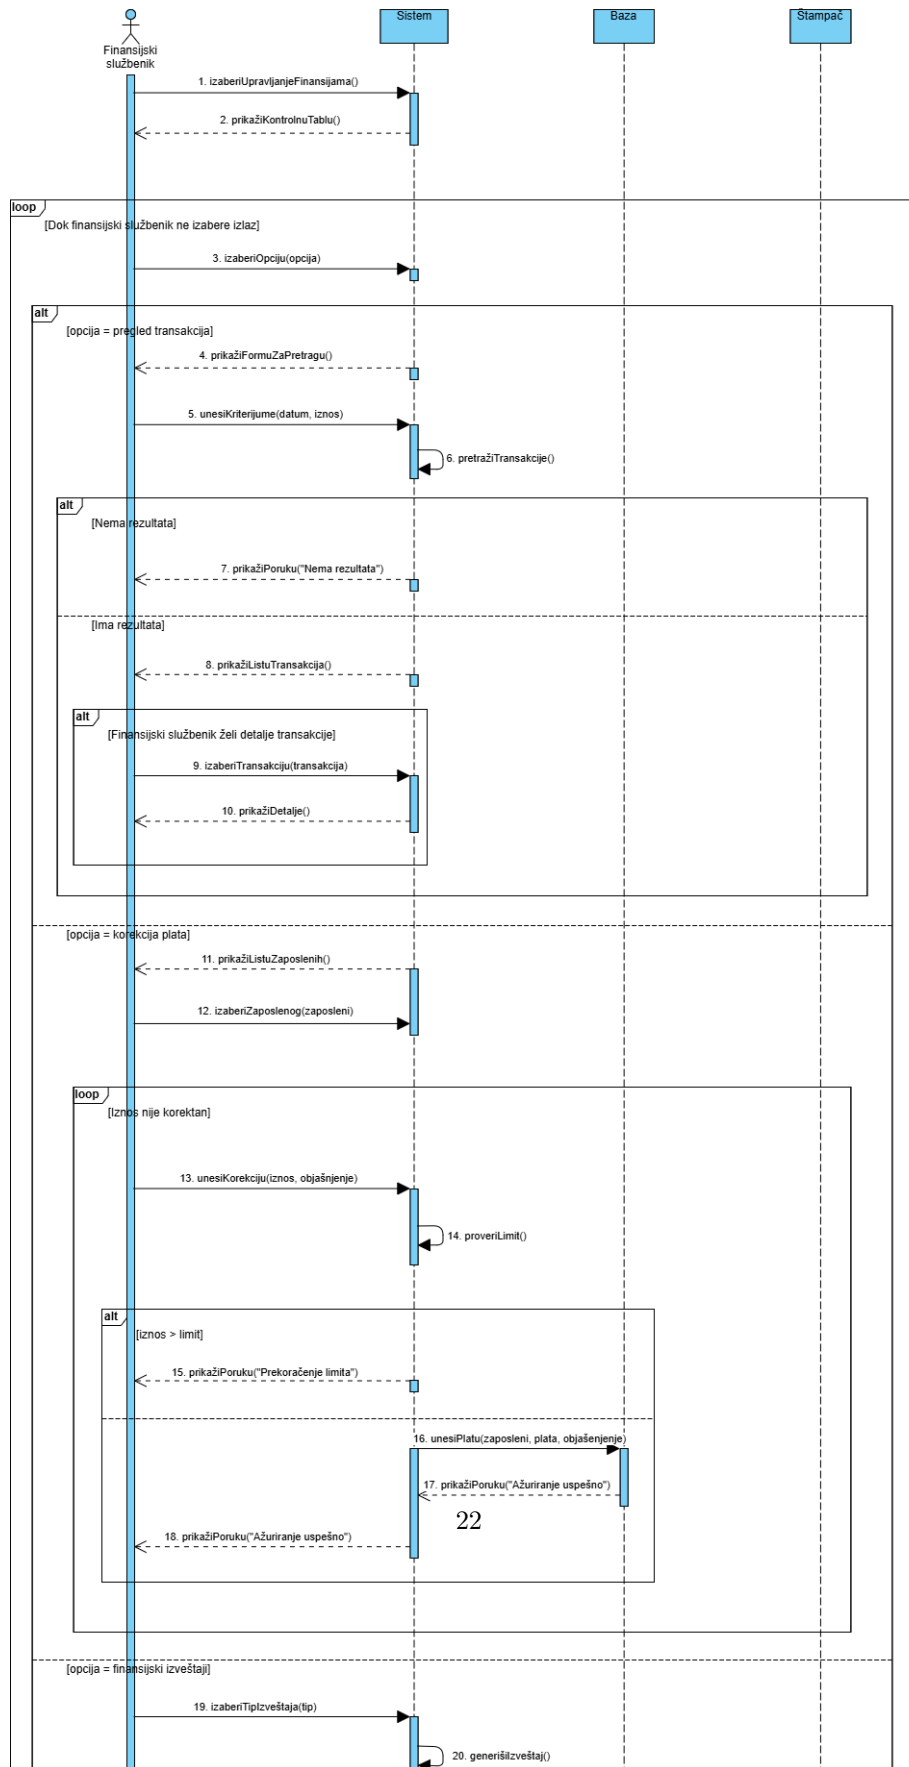 Sistem
Baza
Štampač
Finansijski
službenik
1. izaberiUpravljanjeFinansijama()
2. prikažiKontrolnuTablu()
loop
[Dok finansijski službenik ne izabere izlaz]
3. izaberiOpciju(opcija)
alt
[opcija = pregled transakcija]
4. prikažiFormuZaPretragu()
5. unesiKriterijume(datum, iznos)
6. pretražiTransakcije()
alt
[Nema rezultata]
7. prikažiPoruku("Nema rezultata")
[Ima rezultata]
8. prikažiListuTransakcija()
alt
[Finansijski službenik želi detalje transakcije]
9. izaberiTransakciju(transakcija)
10. prikažiDetalje()
[opcija = korekcija plata]
11. prikažiListuZaposlenih()
12. izaberiZaposlenog(zaposleni)
loop
[Iznos nije korektan]
13. unesiKorekciju(iznos, objašnjenje)
14. proveriLimit()
alt
[iznos > limit]
15. prikažiPoruku("Prekoračenje limita")
16. unesiPlatu(zaposleni, plata, objašenjenje)
17. prikažiPoruku("Ažuriranje uspešno")
22
18. prikažiPoruku("Ažuriranje uspešno")
[opcija = finansijski izveštaji]
19. izaberiTipIzveštaja(tip)
20. generišiIzveštaj()